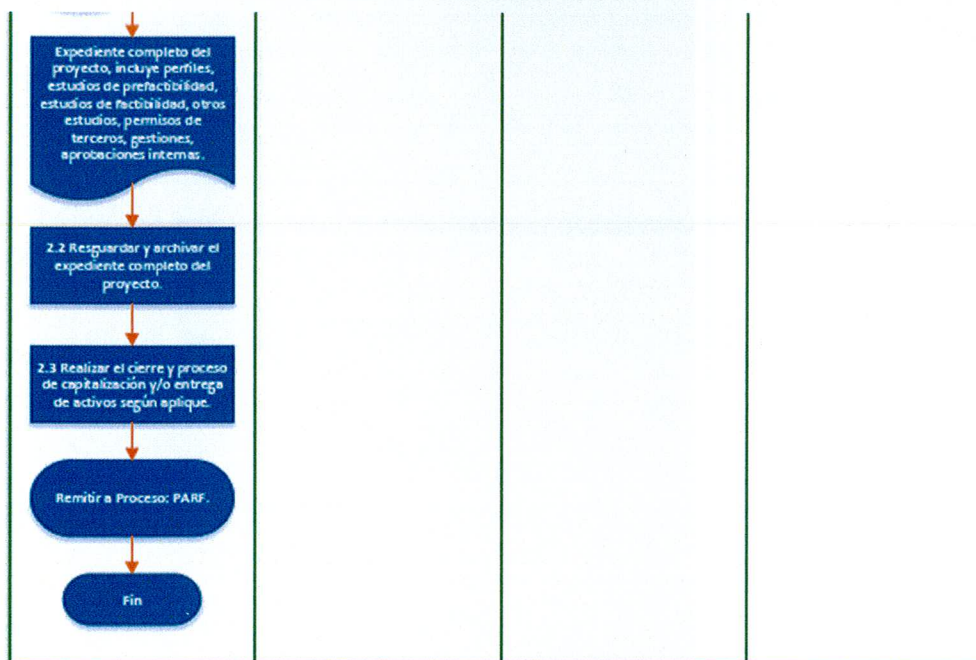 Expediente completo del
proyecto, incluye perfiles,
estudios de prefactibilidad,
estudios de factibilidad, otros
estudios, permisos de
terceros, gestiones,
aprobaciones internas.
2.2 Resguardar y archivar el
expediente completo del
proyecto.
2.3 Realizar el cierre y proceso
de capitalización y/o entrega
de activos según aplique.
Remitir a Proceso: PARF.
Fin